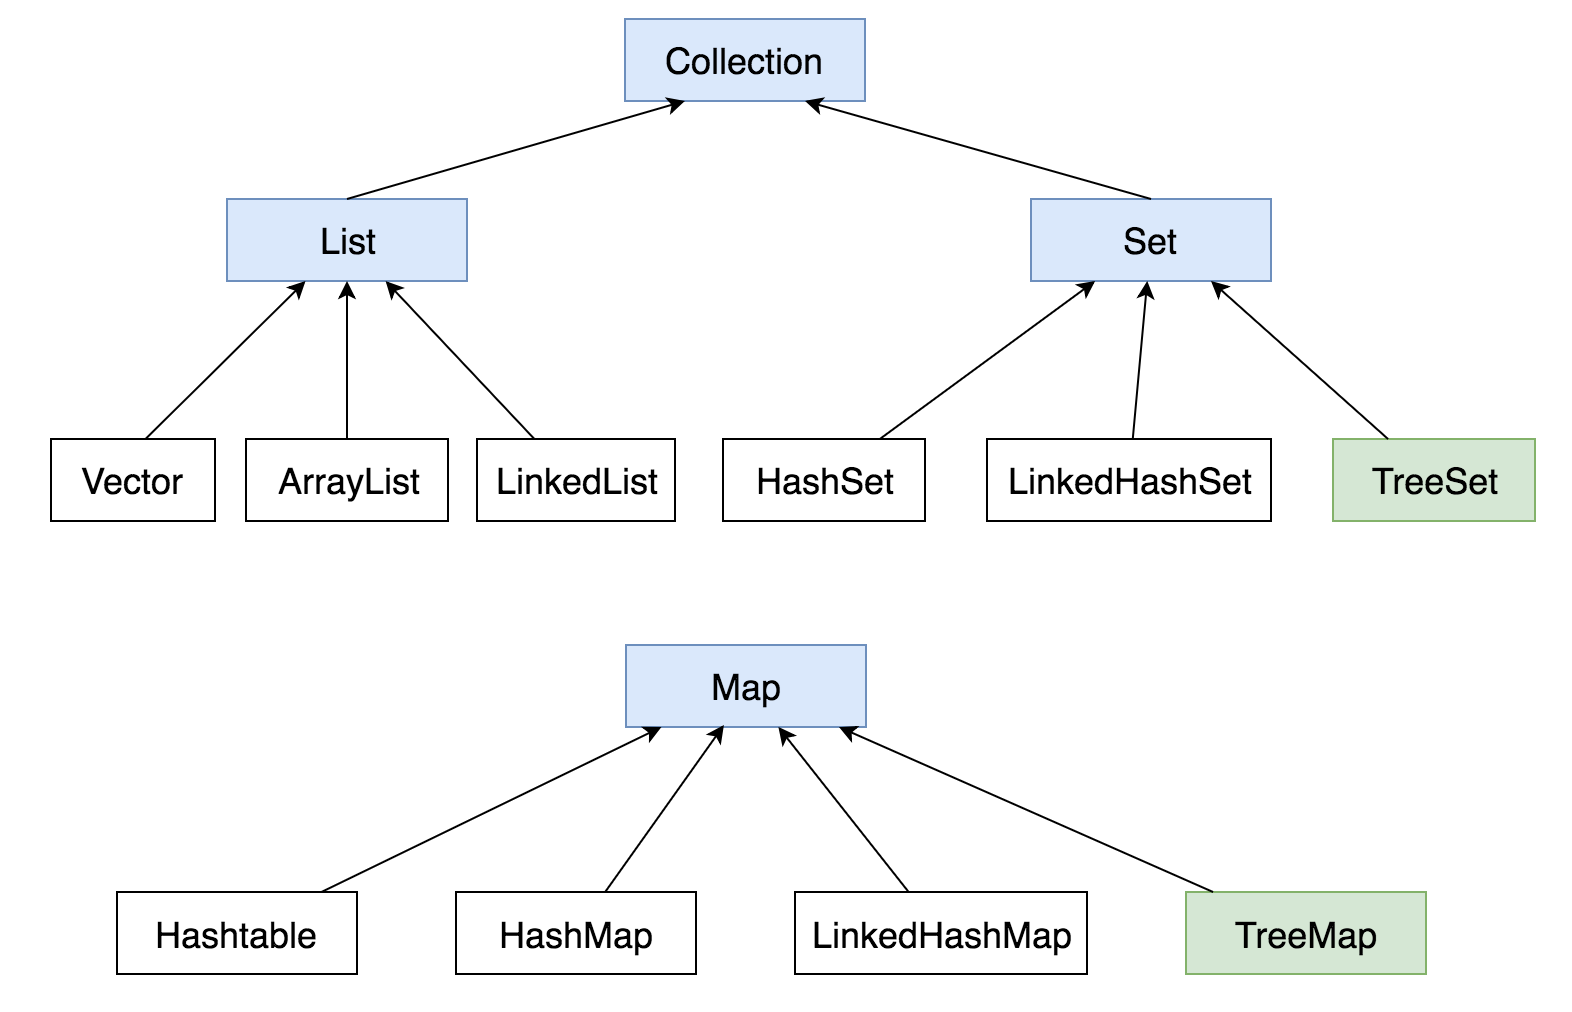 Collection
List
Set
Vector
ArrayList
LinkedList
HashSet
LinkedHashSet
TreeSet
Map
Hashtable
HashMap
LinkedHashMap
TreeMap